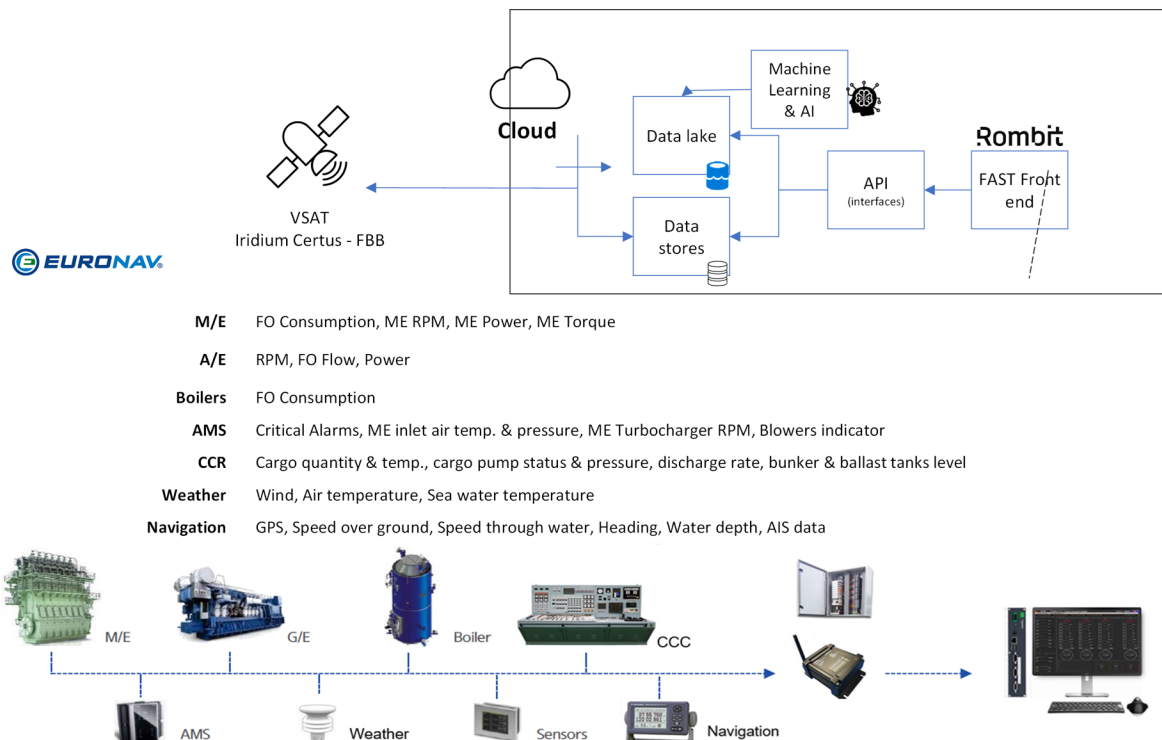 Machine
Learning
& AI
Cloud
Data lake
Rombit
API
(interfaces)
FAST Front
end
VSAT
Iridium Certus - FBB
Data
stores
EURONAV
M/E FO Consumption, ME RPM, ME Power, ME Torque
A/E RPM, FO Flow, Power
Boilers FO Consumption
AMS Critical Alarms, ME inlet air temp. & pressure, ME Turbocharger RPM, Blowers indicator
CCR Cargo quantity & temp., cargo pump status & pressure, discharge rate, bunker & ballast tanks level
Weather Wind, Air temperature, Sea water temperature
Navigation GPS, Speed over ground, Speed through water, Heading, Water depth, AIS data
M/E
G/E
Boiler
CCC
AMS
Weather
Sensors
Navigation